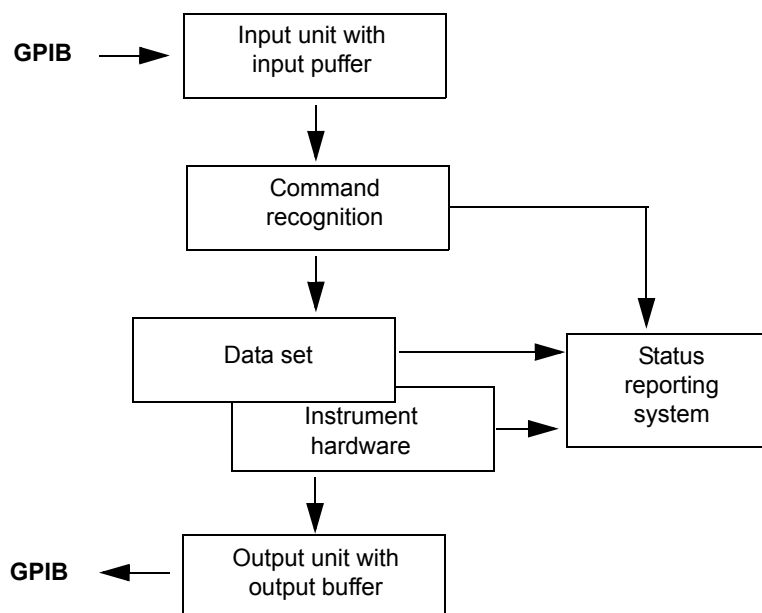 GPIB
Input unit with
input puffer
Command
recognition
Data set
Status
reporting
system
Instrument
hardware
GPIB
Output unit with
output buffer